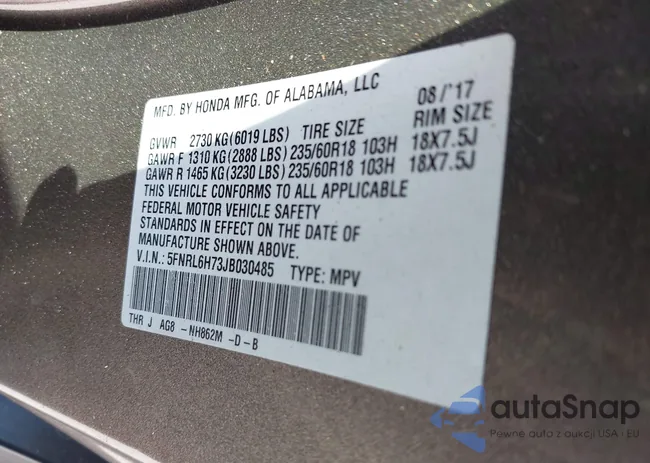 MFD. BY HONDA MFG. OF ALABAMA, LLC 08/'17
GVWR 2730 KG(6019 LBS) TIRE SIZE RIM SIZE
GAWR F 1310 KG(2888 LBS)235/60R18 103H 18X7.5J
GAWR R 1465 KG(3230 LBS)235/60R18 103H 18X7.5J
THIS VEHICLE CONFORMS TO ALL APPLICABLE
FEDERAL MOTOR VEHICLE SAFETY
STANDARDS IN EFFECT ON THE DATE OF
MANUFACTURE SHOWN ABOVE.
V.I.N.: 5FNRL6H73JB030485 TYPE: MPV
THR J AG8 -NH862M -D-B
autaSnap
Pewne auta z aukcji USA i EU